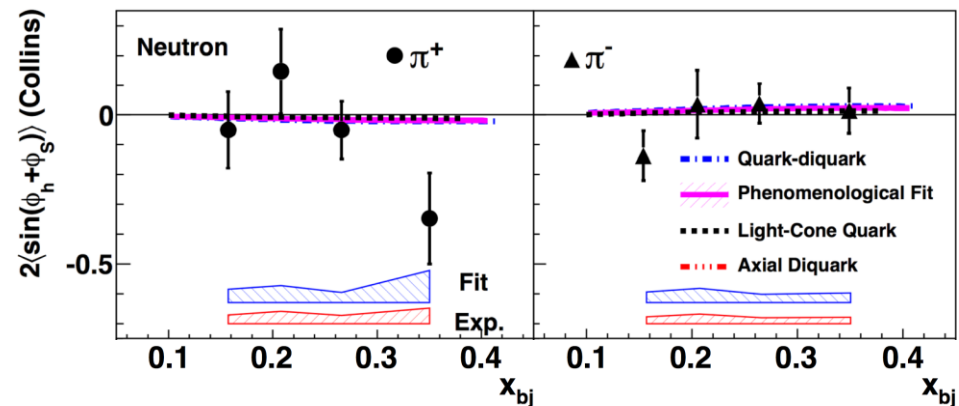 2⟨sin(ϕh+ϕS)⟩ (Collins)
Neutron
π+
π-
0
-0.5
Quark-diquark
Phenomenological Fit
Light-Cone Quark
Axial Diquark
Fit
Exp.
0.1 0.2 0.3 0.4
0.1 0.2 0.3 0.4
xbj
xbj